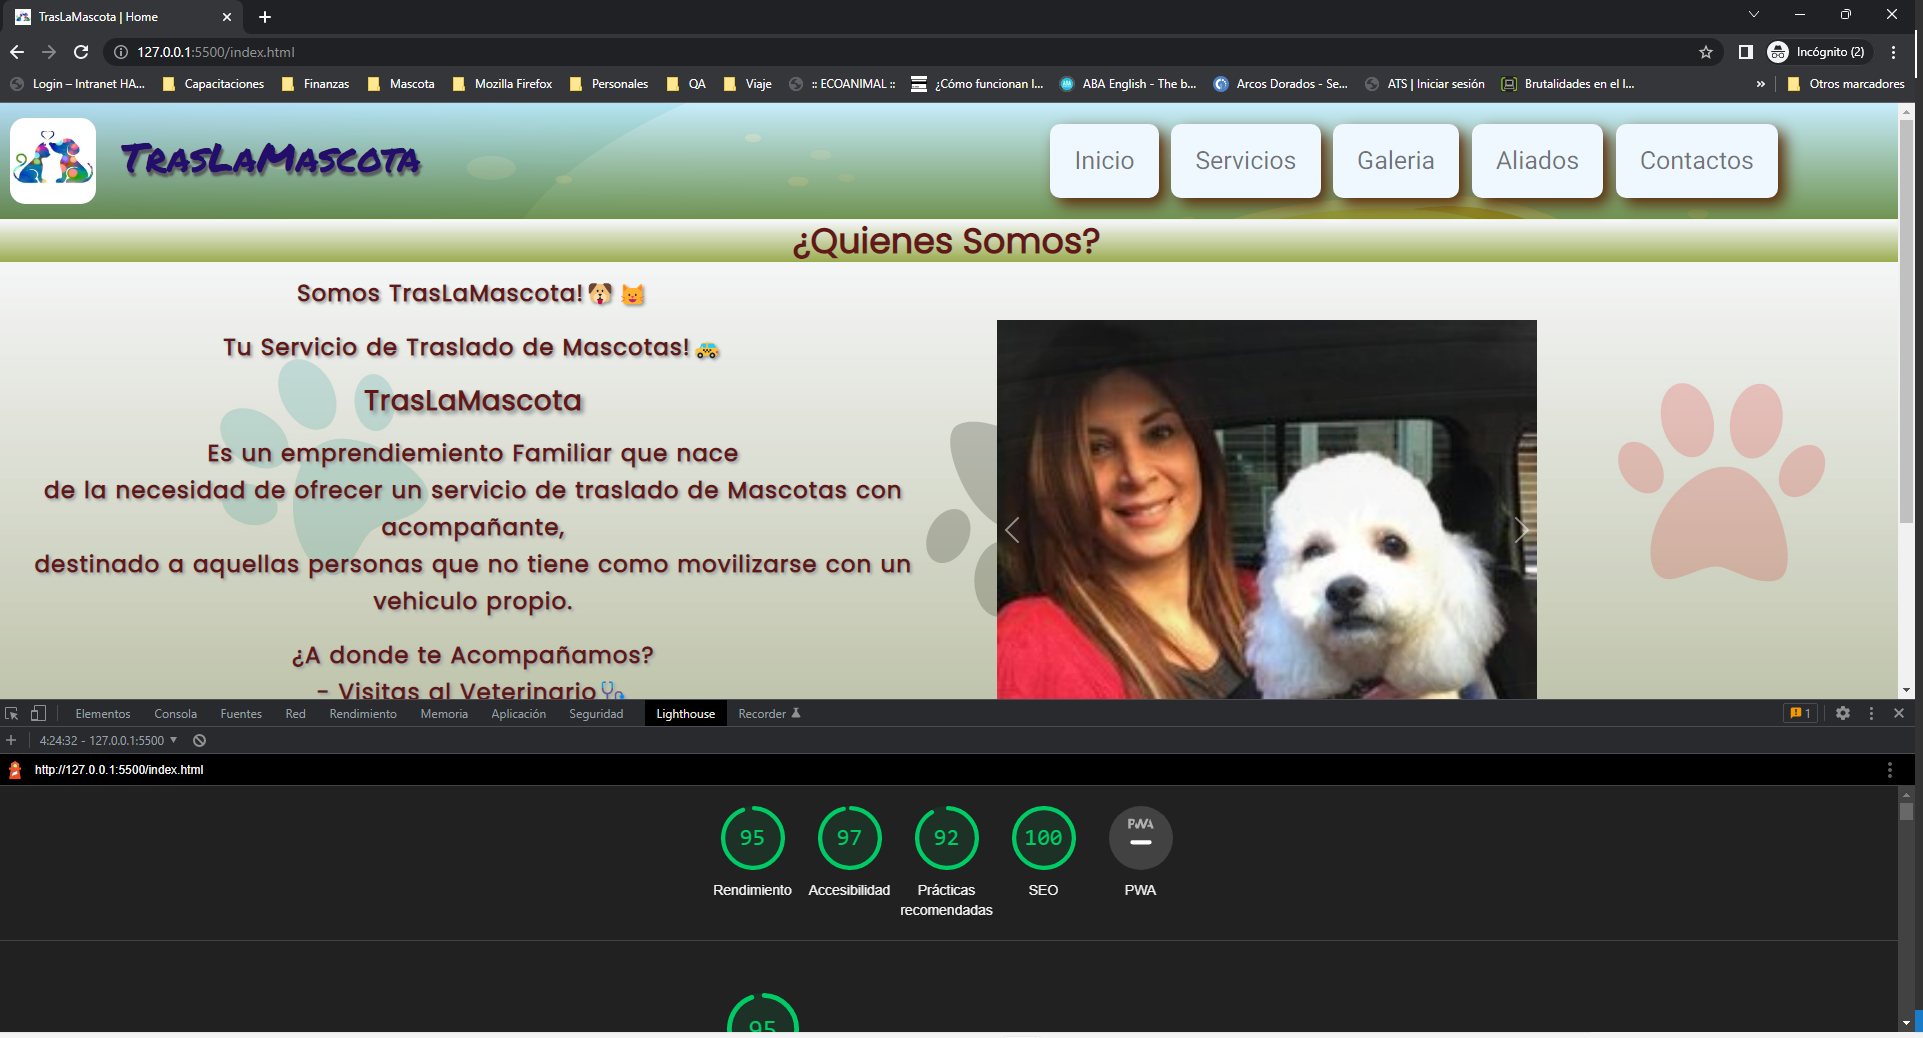 TrasLaMascota | Home
127.0.0.1:5500/index.html
Incógnito (2)
Login – Intranet HA...
Capacitaciones
Finanzas
Mascota
Mozilla Firefox
Personales
QA
Viaje
:: ECOANIMAL ::
¿Cómo funcionan l...
ABA English - The b...
Arcos Dorados - Se...
ATS | Iniciar sesión
Brutalidades en el I...
»
Otros marcadores
TrasLaMascota
Inicio
Servicios
Galeria
Aliados
Contactos
¿Quienes Somos?
Somos TrasLaMascota!🐶 😺
Tu Servicio de Traslado de Mascotas!🚕
TrasLaMascota
Es un emprendiemiento Familiar que nace
de la necesidad de ofrecer un servicio de traslado de Mascotas con
acompañante,
destinado a aquellas personas que no tiene como movilizarse con un
vehiculo propio.
¿A donde te Acompañamos?
- Visitas al Veterinario🩺
Elementos
Consola
Fuentes
Red
Rendimiento
Memoria
Aplicación
Seguridad
Lighthouse
Recorder
1
4:24:32 - 127.0.0.1:5500
http://127.0.0.1:5500/index.html
95
97
92
100
PWA
Rendimiento
Accesibilidad
Prácticas
recomendadas
SEO
PWA
95